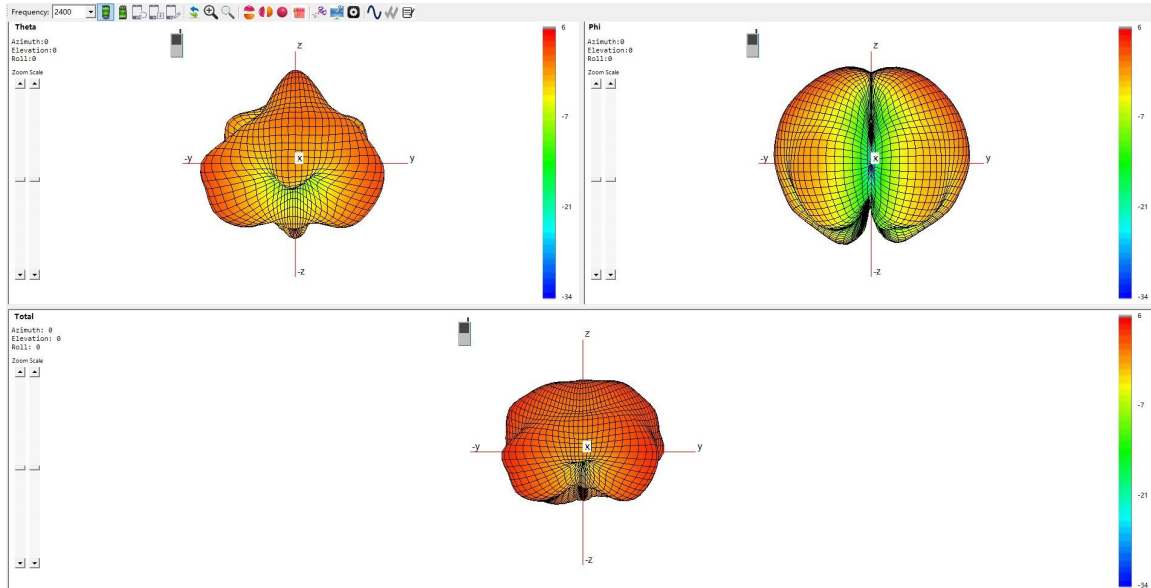 Frequency: 2400
Theta
Azimuth:0
Elevation:0
Roll:0
Zoom Scale
z
-y
x
y
-z
6
-7
-21
-34
Phi
Azimuth:0
Elevation:0
Roll:0
Zoom Scale
z
-y
x
y
-z
6
-7
-21
-34
Total
Azimuth: 0
Elevation: 0
Roll: 0
Zoom Scale
z
-y
x
y
-z
6
-7
-21
-34